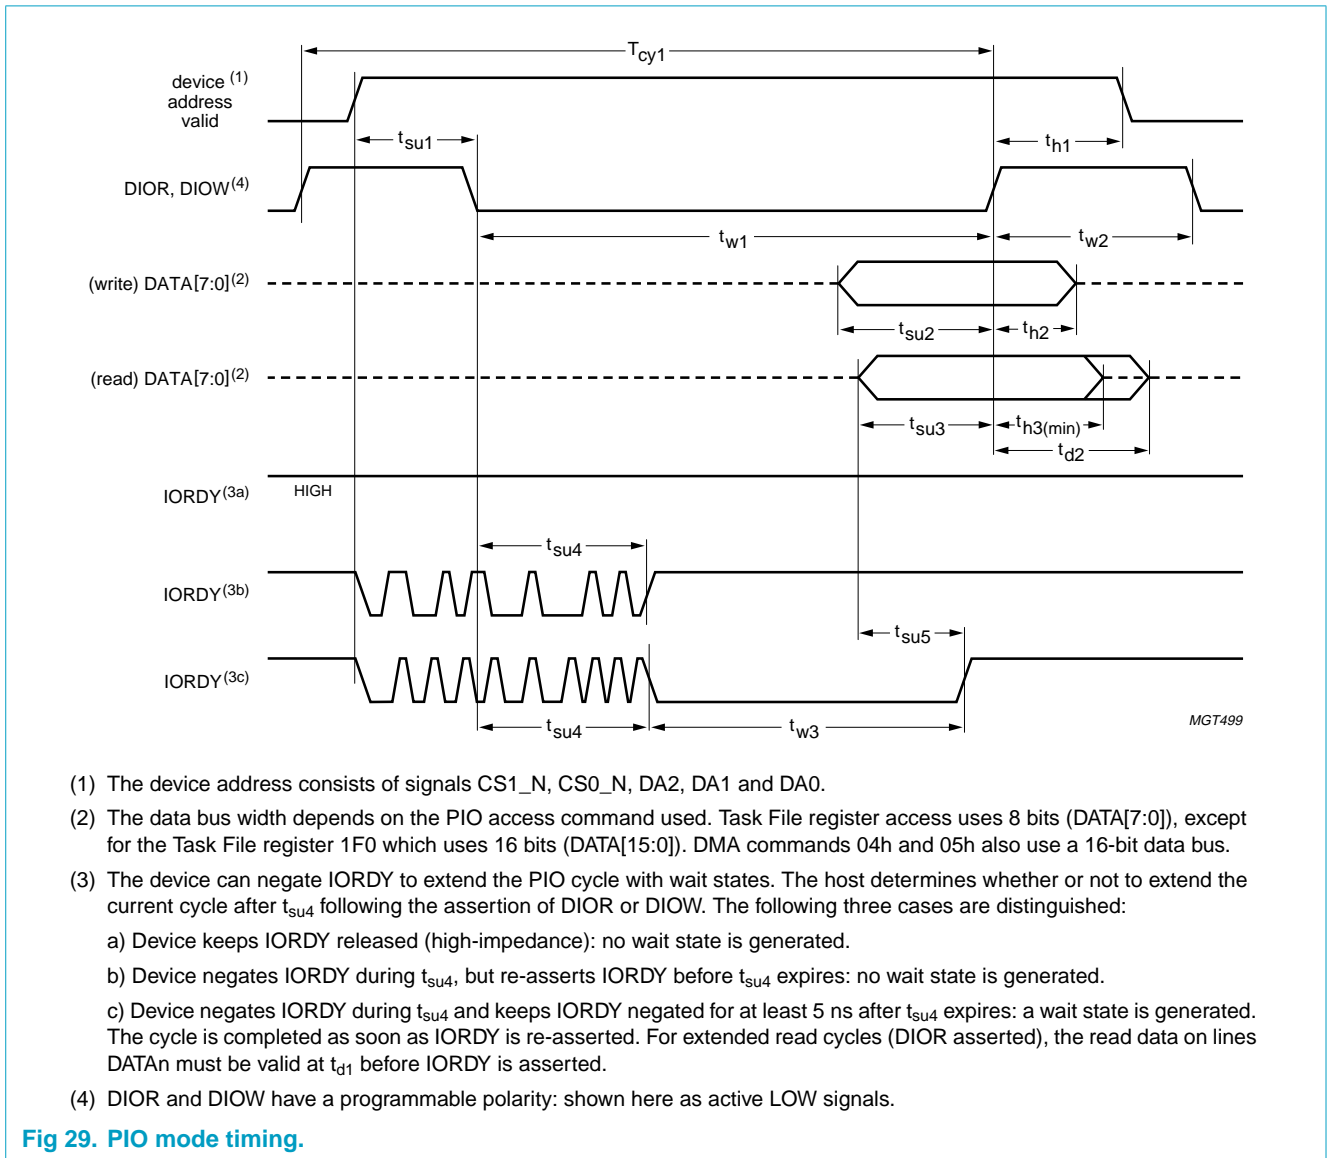 Tcy1
device (1)
address
valid
tsu1
th1
DIOR, DIOW(4)
tw1
tw2
(write) DATA[7:0](2)
tsu2
th2
(read) DATA[7:0](2)
tsu3
th3(min)
td2
IORDY(3a)
HIGH
tsu4
IORDY(3b)
tsu5
IORDY(3c)
tsu4
tw3
MGT499
(1) The device address consists of signals CS1_N, CS0_N, DA2, DA1 and DA0.
(2) The data bus width depends on the PIO access command used. Task File register access uses 8 bits (DATA[7:0]), except
for the Task File register 1F0 which uses 16 bits (DATA[15:0]). DMA commands 04h and 05h also use a 16-bit data bus.
(3) The device can negate IORDY to extend the PIO cycle with wait states. The host determines whether or not to extend the
current cycle after tsu4 following the assertion of DIOR or DIOW. The following three cases are distinguished:
a) Device keeps IORDY released (high-impedance): no wait state is generated.
b) Device negates IORDY during tsu4, but re-asserts IORDY before tsu4 expires: no wait state is generated.
c) Device negates IORDY during tsu4 and keeps IORDY negated for at least 5 ns after tsu4 expires: a wait state is generated.
The cycle is completed as soon as IORDY is re-asserted. For extended read cycles (DIOR asserted), the read data on lines
DATAn must be valid at td1 before IORDY is asserted.
(4) DIOR and DIOW have a programmable polarity: shown here as active LOW signals.
Fig 29. PIO mode timing.